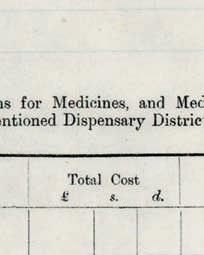 ns for Medicines, and Med
entioned Dispensary Distric
Total Cost
£ s. d.